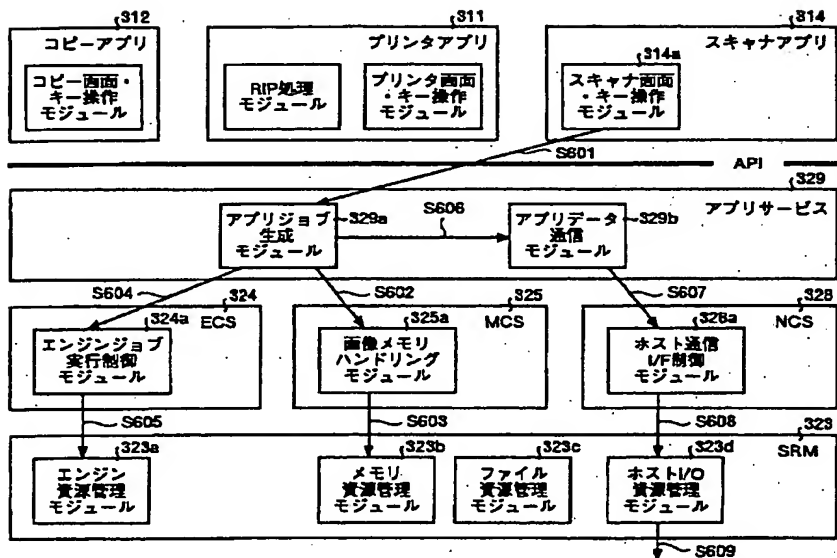 312
コピーアプリ
コピー画面・
キー操作
モジュール
311
プリンタアプリ
RIP処理
モジュール
プリンタ画面
・キー操作
モジュール
314
スキャナアプリ
314a
スキャナ画面
・キー操作
モジュール
S601
API
329
アプリサービス
アプリジョブ
生成
モジュール
329a
S606
アプリデータ
通信
モジュール
329b
S604
S602
S607
324
ECS
324a
エンジンジョブ
実行制御
モジュール
325
MCS
325a
画像メモリ
ハンドリング
モジュール
328
NCS
328a
ホスト通信
I/F制御
モジュール
S605
S603
S608
323
SRM
323a
エンジン
資源管理
モジュール
323b
メモリ
資源管理
モジュール
323c
ファイル
資源管理
モジュール
323d
ホストI/O
資源管理
モジュール
S609